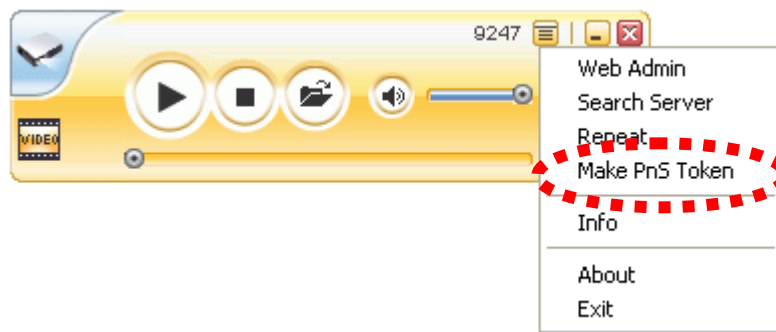 9247
VIDEO
Web Admin
Search Server
Repeat
Make PnS Token
Info
About
Exit